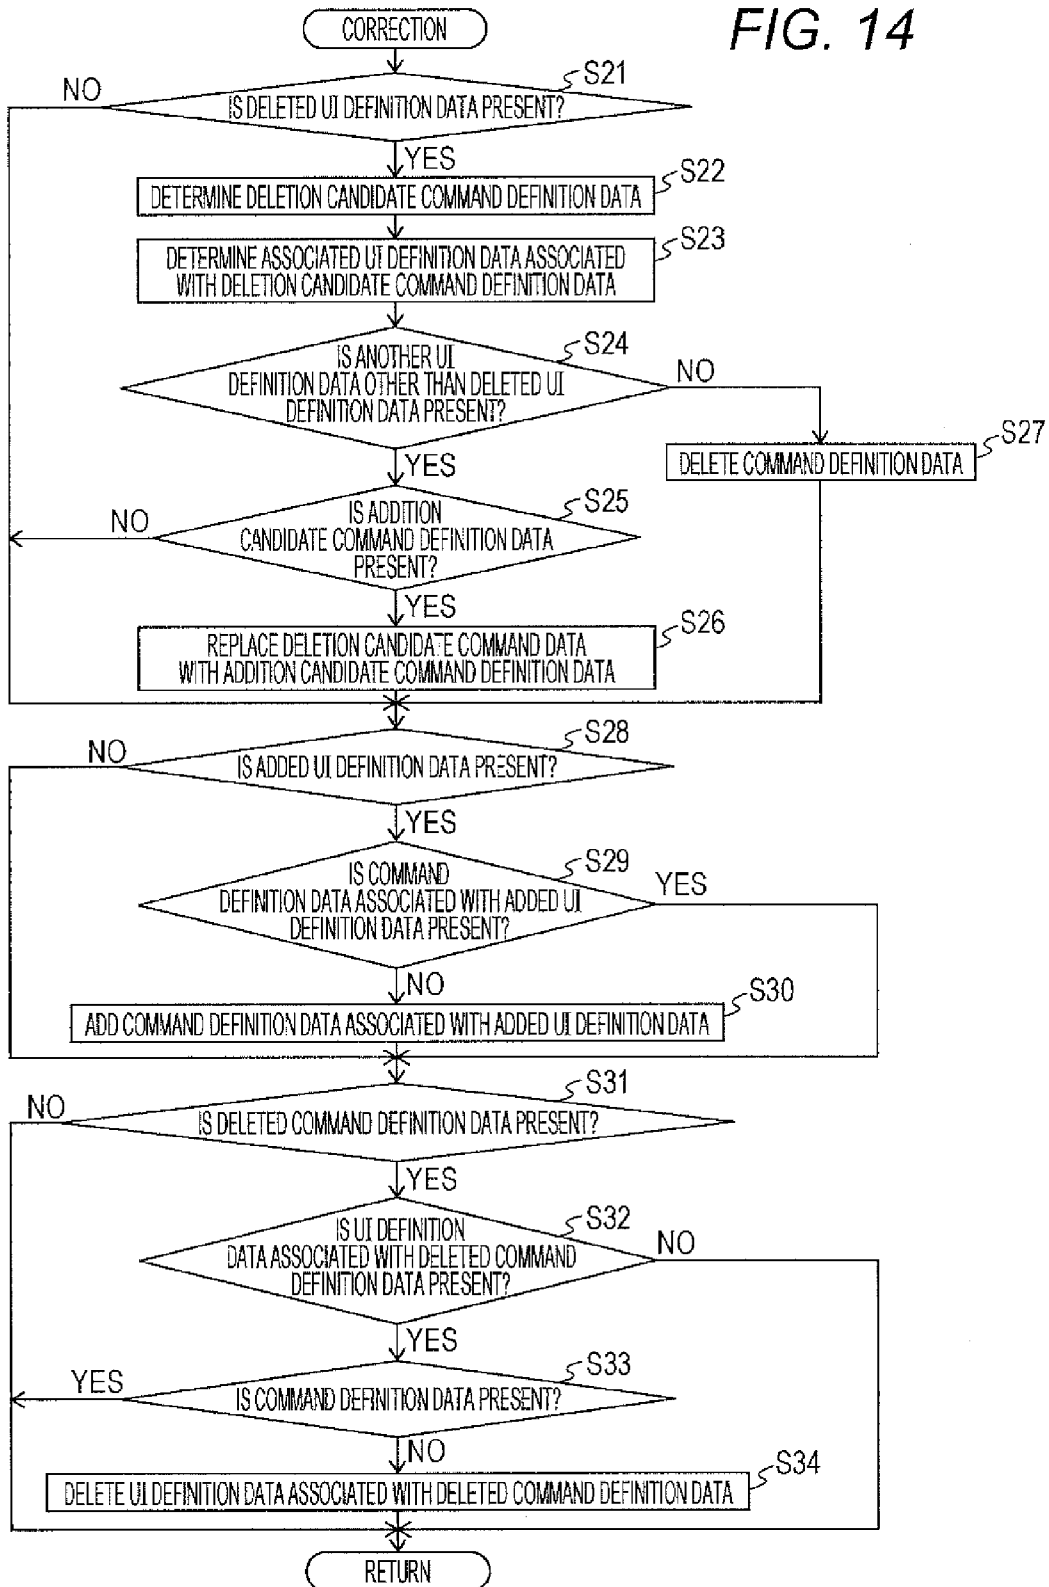 FIG. 14
CORRECTION
S21
NO
IS DELETED UI DEFINITION DATA PRESENT?
YES
S22
DETERMINE DELETION CANDIDATE COMMAND DEFINITION DATA
S23
DETERMINE ASSOCIATED UI DEFINITION DATA ASSOCIATED
WITH DELETION CANDIDATE COMMAND DEFINITION DATA
S24
IS ANOTHER UI
DEFINITION DATA OTHER THAN DELETED UI
DEFINITION DATA PRESENT?
NO
S27
DELETE COMMAND DEFINITION DATA
YES
S25
NO
IS ADDITION
CANDIDATE COMMAND DEFINITION DATA
PRESENT?
YES
S26
REPLACE DELETION CANDIDATE COMMAND DATA
WITH ADDITION CANDIDATE COMMAND DEFINITION DATA
S28
NO
IS ADDED UI DEFINITION DATA PRESENT?
YES
S29
IS COMMAND
DEFINITION DATA ASSOCIATED WITH ADDED UI
DEFINITION DATA PRESENT?
YES
NO
S30
ADD COMMAND DEFINITION DATA ASSOCIATED WITH ADDED UI DEFINITION DATA
S31
NO
IS DELETED COMMAND DEFINITION DATA PRESENT?
YES
S32
IS UI DEFINITION
DATA ASSOCIATED WITH DELETED COMMAND
DEFINITION DATA PRESENT?
NO
YES
S33
YES
IS COMMAND DEFINITION DATA PRESENT?
NO
S34
DELETE UI DEFINITION DATA ASSOCIATED WITH DELETED COMMAND DEFINITION DATA
RETURN